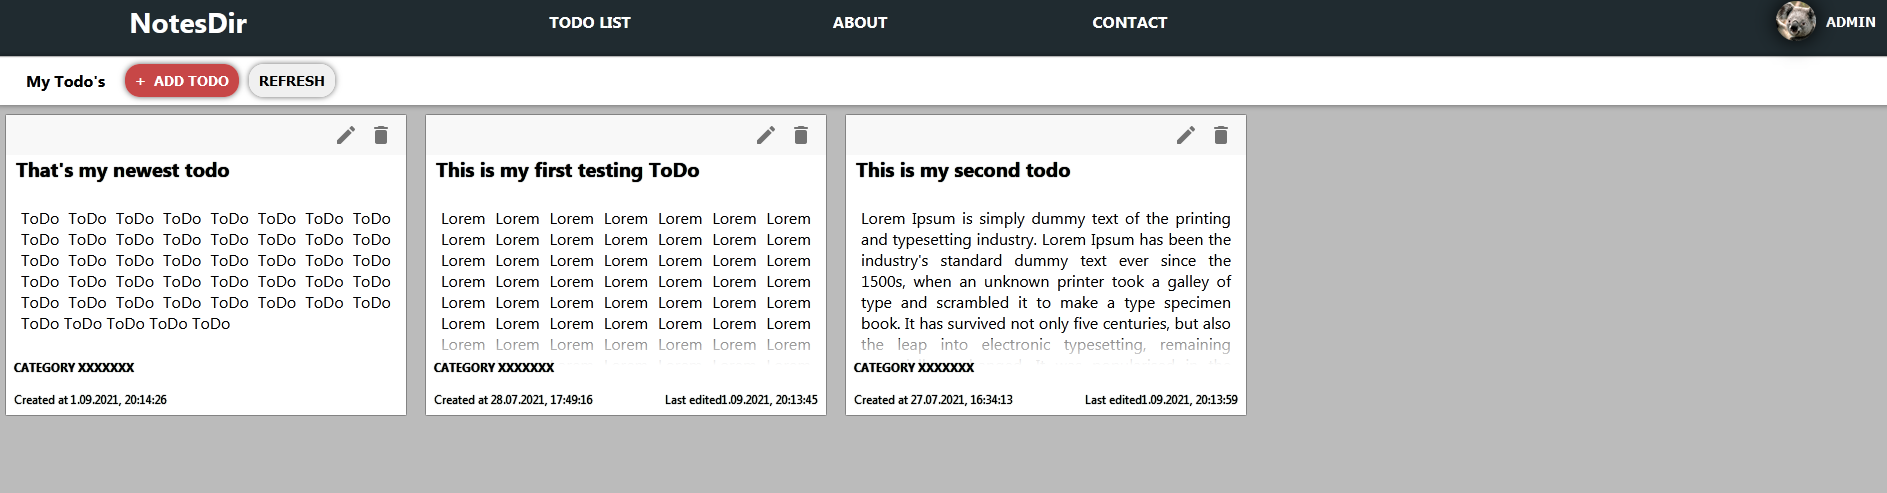 NotesDir
TODO LIST
ABOUT
CONTACT
ADMIN
My Todo's
+ ADD TODO
REFRESH
That's my newest todo
ToDo ToDo ToDo ToDo ToDo ToDo ToDo ToDo
ToDo ToDo ToDo ToDo ToDo ToDo ToDo ToDo
ToDo ToDo ToDo ToDo ToDo ToDo ToDo ToDo
ToDo ToDo ToDo ToDo ToDo ToDo ToDo ToDo
ToDo ToDo ToDo ToDo ToDo ToDo ToDo ToDo
ToDo ToDo ToDo ToDo ToDo
CATEGORY XXXXXXX
Created at 1.09.2021, 20:14:26
This is my first testing ToDo
Lorem Lorem Lorem Lorem Lorem Lorem Lorem
Lorem Lorem Lorem Lorem Lorem Lorem Lorem
Lorem Lorem Lorem Lorem Lorem Lorem Lorem
Lorem Lorem Lorem Lorem Lorem Lorem Lorem
Lorem Lorem Lorem Lorem Lorem Lorem Lorem
Lorem Lorem Lorem Lorem Lorem Lorem Lorem
Lorem Lorem Lorem Lorem Lorem Lorem Lorem
CATEGORY XXXXXXX
Created at 28.07.2021, 17:49:16
Last edited1.09.2021, 20:13:45
This is my second todo
Lorem Ipsum is simply dummy text of the printing
and typesetting industry. Lorem Ipsum has been the
industry's standard dummy text ever since the
1500s, when an unknown printer took a galley of
type and scrambled it to make a type specimen
book. It has survived not only five centuries, but also
the leap into electronic typesetting, remaining
CATEGORY XXXXXXX
Created at 27.07.2021, 16:34:13
Last edited1.09.2021, 20:13:59